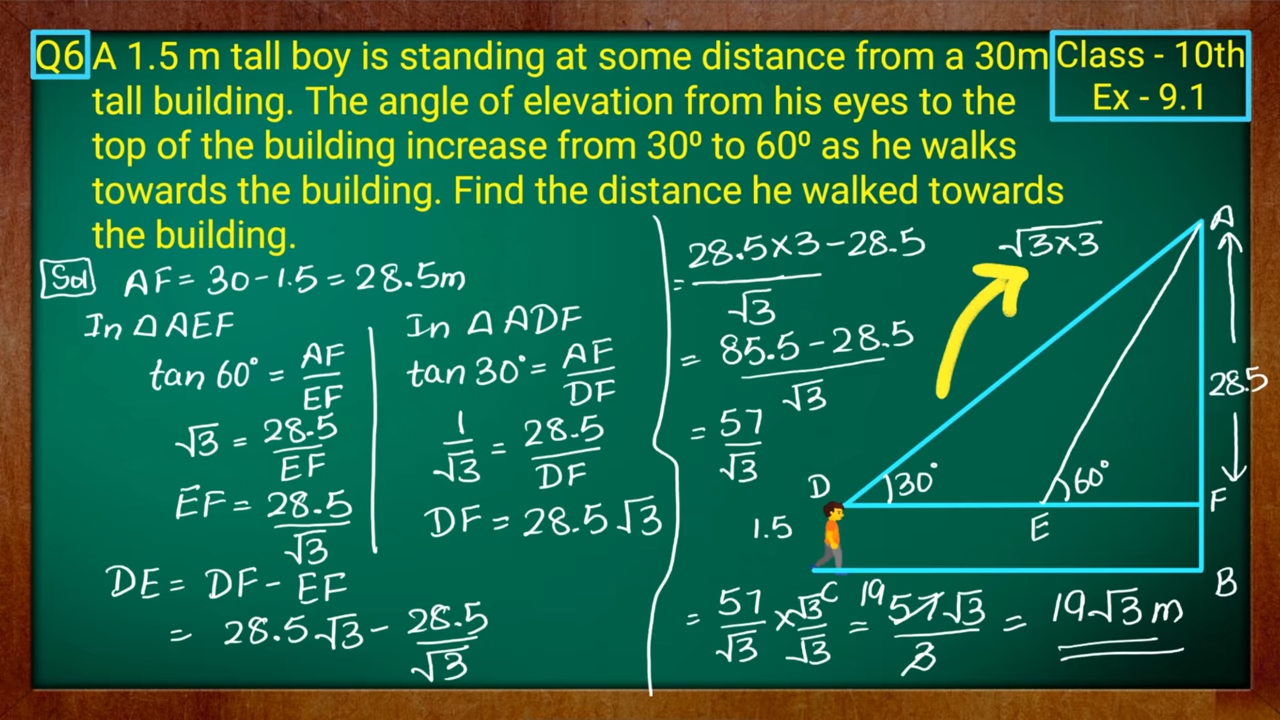 Q6 A 1.5 m tall boy is standing at some distance from a 30m
tall building. The angle of elevation from his eyes to the
top of the building increase from 30⁰ to 60⁰ as he walks
towards the building. Find the distance he walked towards
the building.
Class - 10th
Ex - 9.1
Sol AF = 30 - 1.5 = 28.5m
In △ AEF
tan 60° = AF/EF
√3 = 28.5/EF
EF = 28.5/√3
In △ ADF
tan 30° = AF/DF
1/√3 = 28.5/DF
DF = 28.5√3
DE = DF - EF
= 28.5√3 - 28.5/√3
= 28.5×3-28.5/√3
= 85.5-28.5/√3
= 57/√3
= 57/√3 × √3/√3 = 19 57√3/3 = 19√3 m
√3×3
A
28.5
D
30°
60°
F
E
1.5
C
B